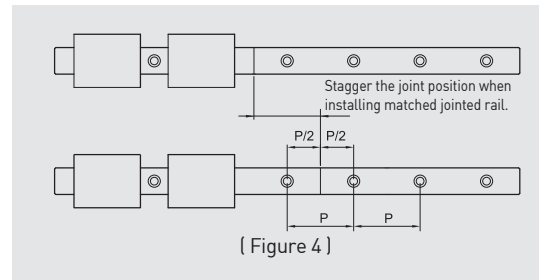 Stagger the joint position when
installing matched jointed rail.
P/2 P/2
P P
( Figure 4 )